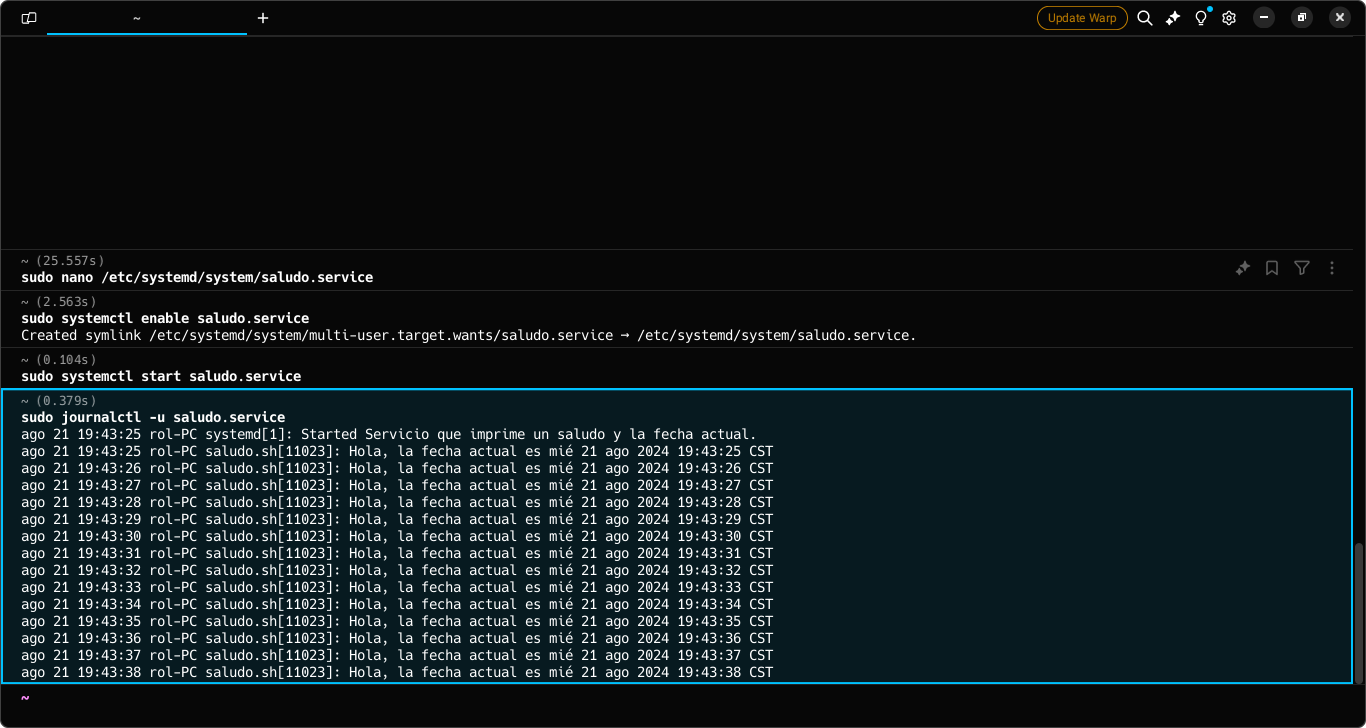 ~
+
Update Warp
~ (25.557s)
sudo nano /etc/systemd/system/saludo.service
~ (2.563s)
sudo systemctl enable saludo.service
Created symlink /etc/systemd/system/multi-user.target.wants/saludo.service → /etc/systemd/system/saludo.service.
~ (0.104s)
sudo systemctl start saludo.service
~ (0.379s)
sudo journalctl -u saludo.service
ago 21 19:43:25 rol-PC systemd[1]: Started Servicio que imprime un saludo y la fecha actual.
ago 21 19:43:25 rol-PC saludo.sh[11023]: Hola, la fecha actual es mié 21 ago 2024 19:43:25 CST
ago 21 19:43:26 rol-PC saludo.sh[11023]: Hola, la fecha actual es mié 21 ago 2024 19:43:26 CST
ago 21 19:43:27 rol-PC saludo.sh[11023]: Hola, la fecha actual es mié 21 ago 2024 19:43:27 CST
ago 21 19:43:28 rol-PC saludo.sh[11023]: Hola, la fecha actual es mié 21 ago 2024 19:43:28 CST
ago 21 19:43:29 rol-PC saludo.sh[11023]: Hola, la fecha actual es mié 21 ago 2024 19:43:29 CST
ago 21 19:43:30 rol-PC saludo.sh[11023]: Hola, la fecha actual es mié 21 ago 2024 19:43:30 CST
ago 21 19:43:31 rol-PC saludo.sh[11023]: Hola, la fecha actual es mié 21 ago 2024 19:43:31 CST
ago 21 19:43:32 rol-PC saludo.sh[11023]: Hola, la fecha actual es mié 21 ago 2024 19:43:32 CST
ago 21 19:43:33 rol-PC saludo.sh[11023]: Hola, la fecha actual es mié 21 ago 2024 19:43:33 CST
ago 21 19:43:34 rol-PC saludo.sh[11023]: Hola, la fecha actual es mié 21 ago 2024 19:43:34 CST
ago 21 19:43:35 rol-PC saludo.sh[11023]: Hola, la fecha actual es mié 21 ago 2024 19:43:35 CST
ago 21 19:43:36 rol-PC saludo.sh[11023]: Hola, la fecha actual es mié 21 ago 2024 19:43:36 CST
ago 21 19:43:37 rol-PC saludo.sh[11023]: Hola, la fecha actual es mié 21 ago 2024 19:43:37 CST
ago 21 19:43:38 rol-PC saludo.sh[11023]: Hola, la fecha actual es mié 21 ago 2024 19:43:38 CST
~